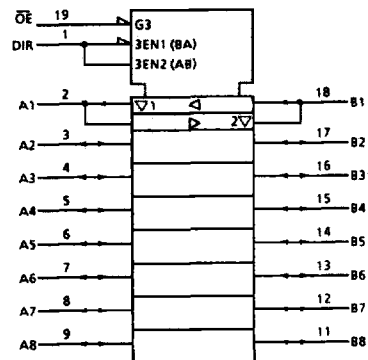 OE 19 G3
DIR 1 3EN1 (BA)
3EN2 (AB)
A1 2 ▽1 ◁ 18 B1
▷ 2▽
A2 3 17 B2
A3 4 16 B3
A4 5 15 B4
A5 6 14 B5
A6 7 13 B6
A7 8 12 B7
A8 9 11 B8